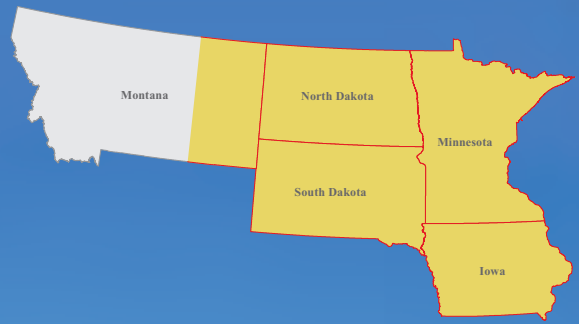 Montana
North Dakota
Minnesota
South Dakota
Iowa